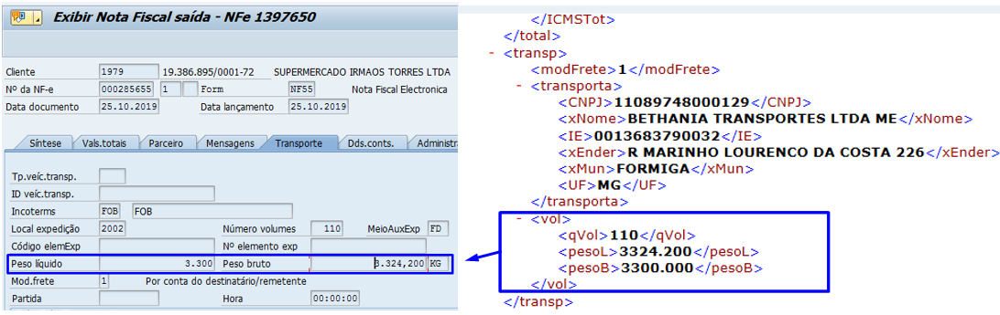 Exibir Nota Fiscal saída - NFe 1397650
Cliente 1979 19.386.895/0001-72 SUPERMERCADO IRMAOS TORRES LTDA
Nº da NF-e 000285655 1 Form NF55 Nota Fiscal Electronica
Data documento 25.10.2019 Data lançamento 25.10.2019
Síntese Vals.totais Parceiro Mensagens Transporte Dds.conts. Administra
Tp.veíc.transp.
ID veíc.transp.
Incoterms FOB FOB
Local expedição 2002 Número volumes 110 MeioAuxExp FD
Código elemExp Nº elemento exp
Peso líquido 3.300 Peso bruto 3.324,200 KG
Mod.frete 1 Por conta do destinatário/remetente
Partida Hora 00:00:00
</ICMSTot>
</total>
- <transp>
<modFrete>1</modFrete>
- <transporta>
<CNPJ>11089748000129</CNPJ>
<xNome>BETHANIA TRANSPORTES LTDA ME</xNome>
<IE>0013683790032</IE>
<xEnder>R MARINHO LOURENCO DA COSTA 226</xEnder>
<xMun>FORMIGA</xMun>
<UF>MG</UF>
</transporta>
- <vol>
<qVol>110</qVol>
<pesoL>3324.200</pesoL>
<pesoB>3300.000</pesoB>
</vol>
</transp>